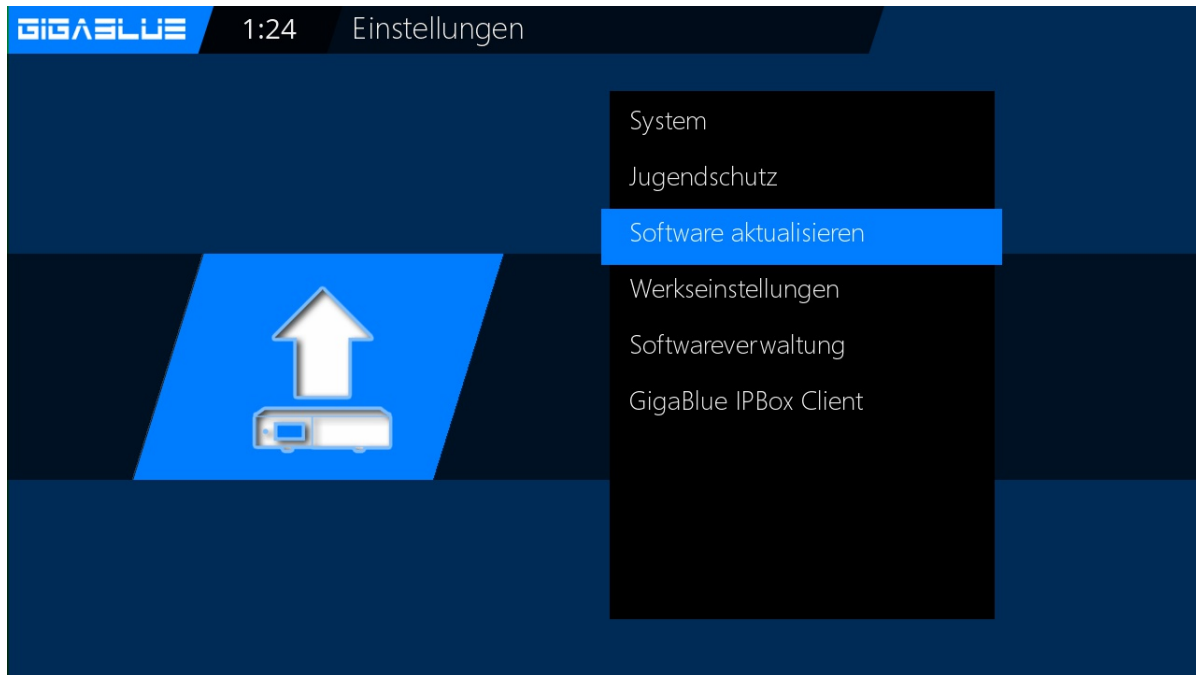 GIGABLUE 1:24 Einstellungen
System
Jugendschutz
Software aktualisieren
Werkseinstellungen
Softwareverwaltung
GigaBlue IPBox Client